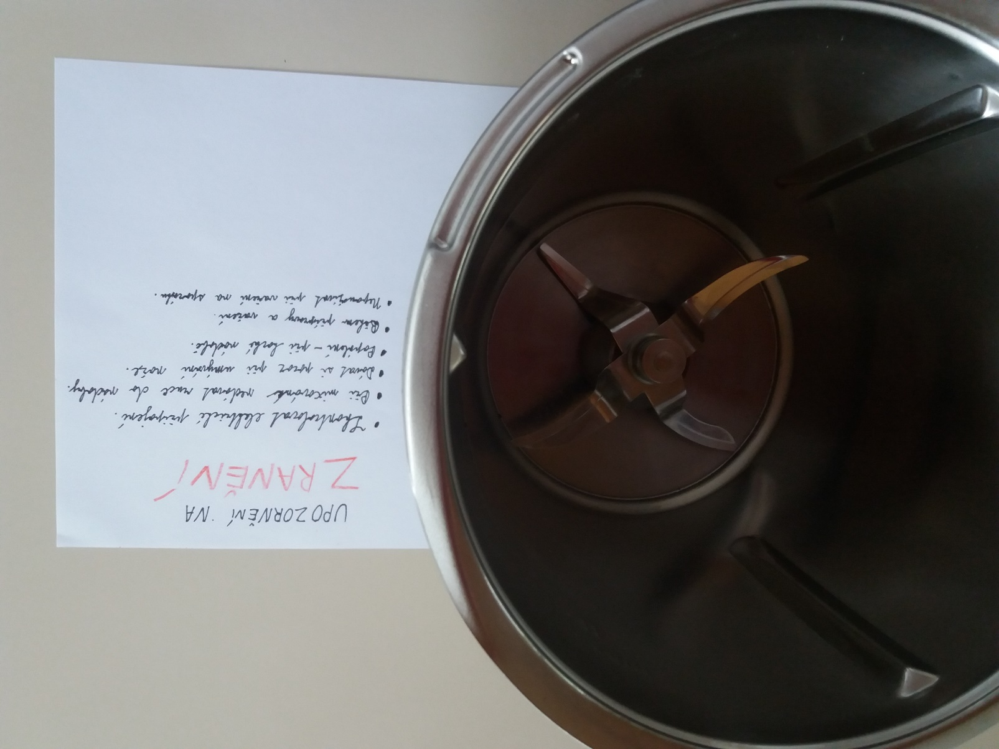 UPOZORNĚNÍ NA
ZRANĚNÍ
• Zkontrolovat elektrické připojení.
• Při mixování nedávat ruce do nádoby.
• Dávat si pozor při umývání nože.
• Popálení - při horké nádobě.
• Během přípravy a vaření.
• Nepoužívat při vaření na sporáku.